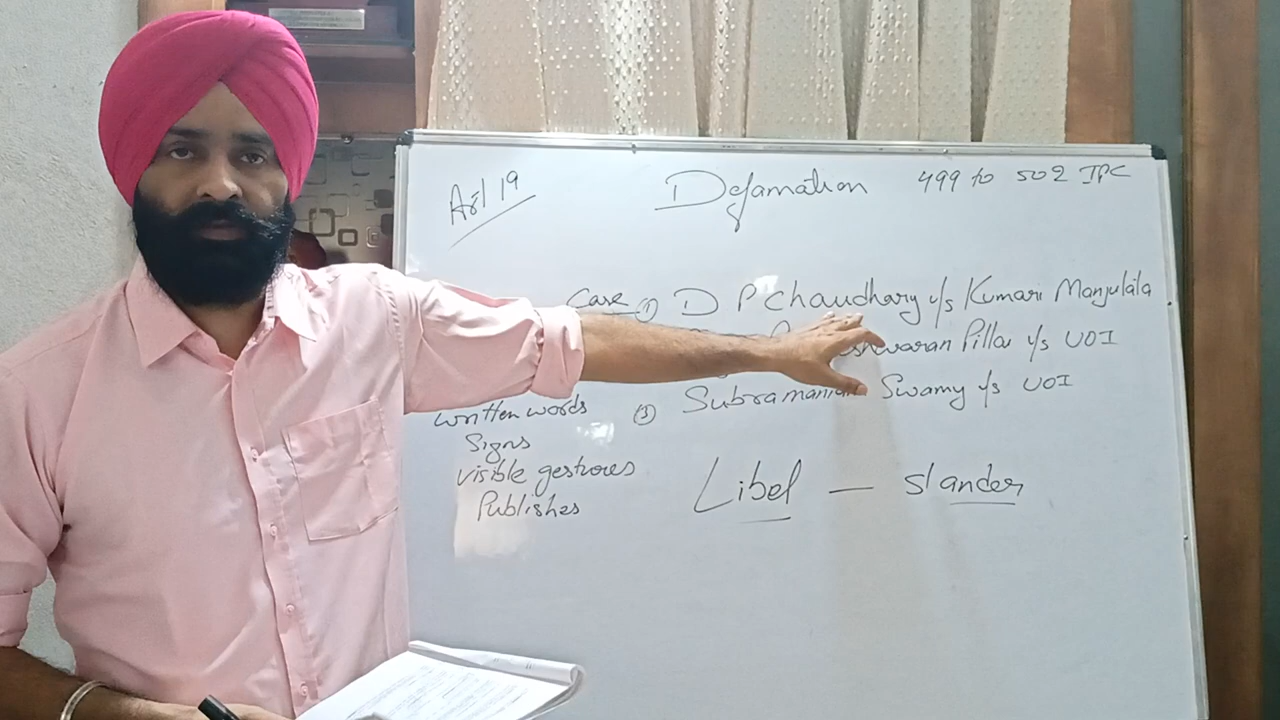 Art 19
Defamation 499 to 502 IPC
Case (1) D P Chaudhary v/s Kumari Manjulala
Pillai v/s UOI
written words (3) Subramanian Swamy v/s UOI
Signs
visible gestures
Libel — slander
Publishes